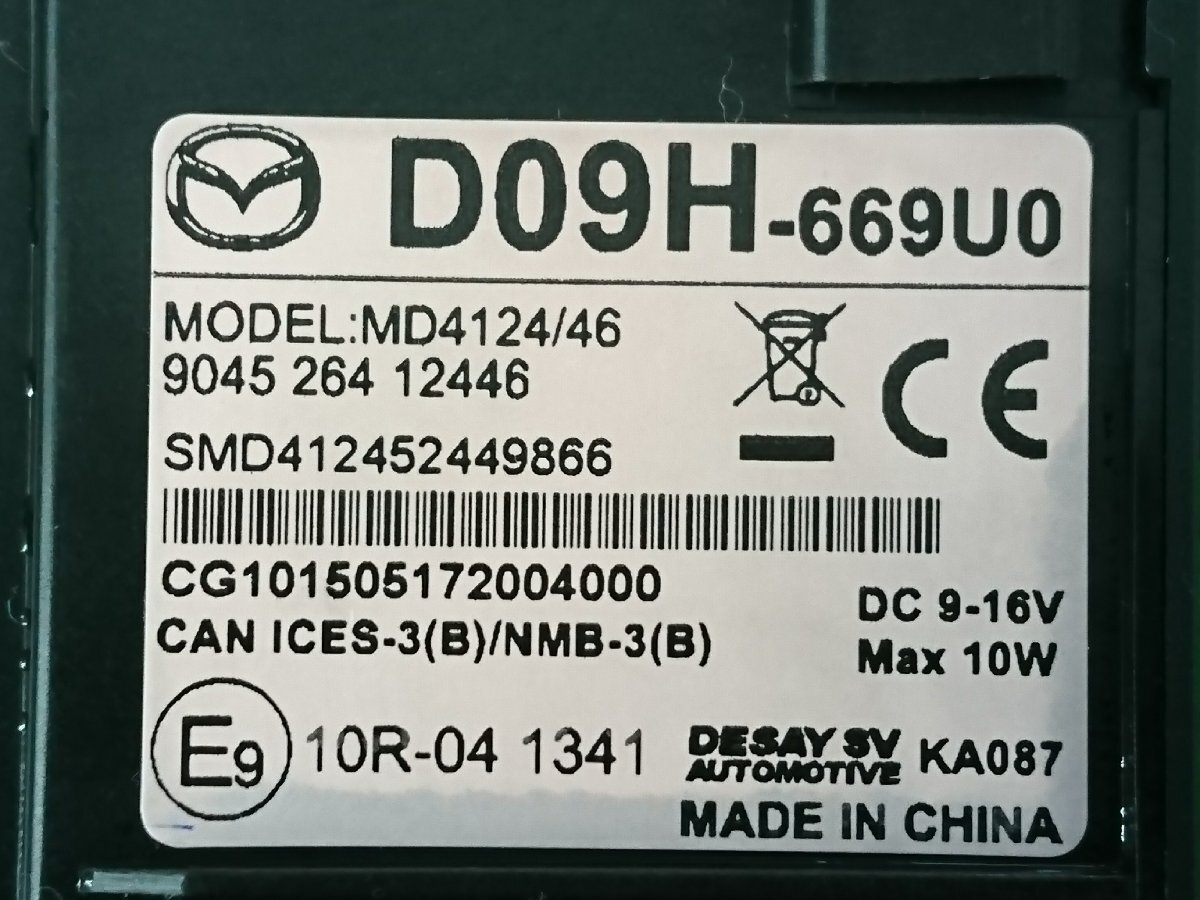 D09H-669U0
MODEL:MD4124/46
9045 264 12446
SMD412452449866
CG101505172004000
CAN ICES-3(B)/NMB-3(B)
DC 9-16V
Max 10W
E9 10R-04 1341
DESAY SV
AUTOMOTIVE
KA087
MADE IN CHINA
CE